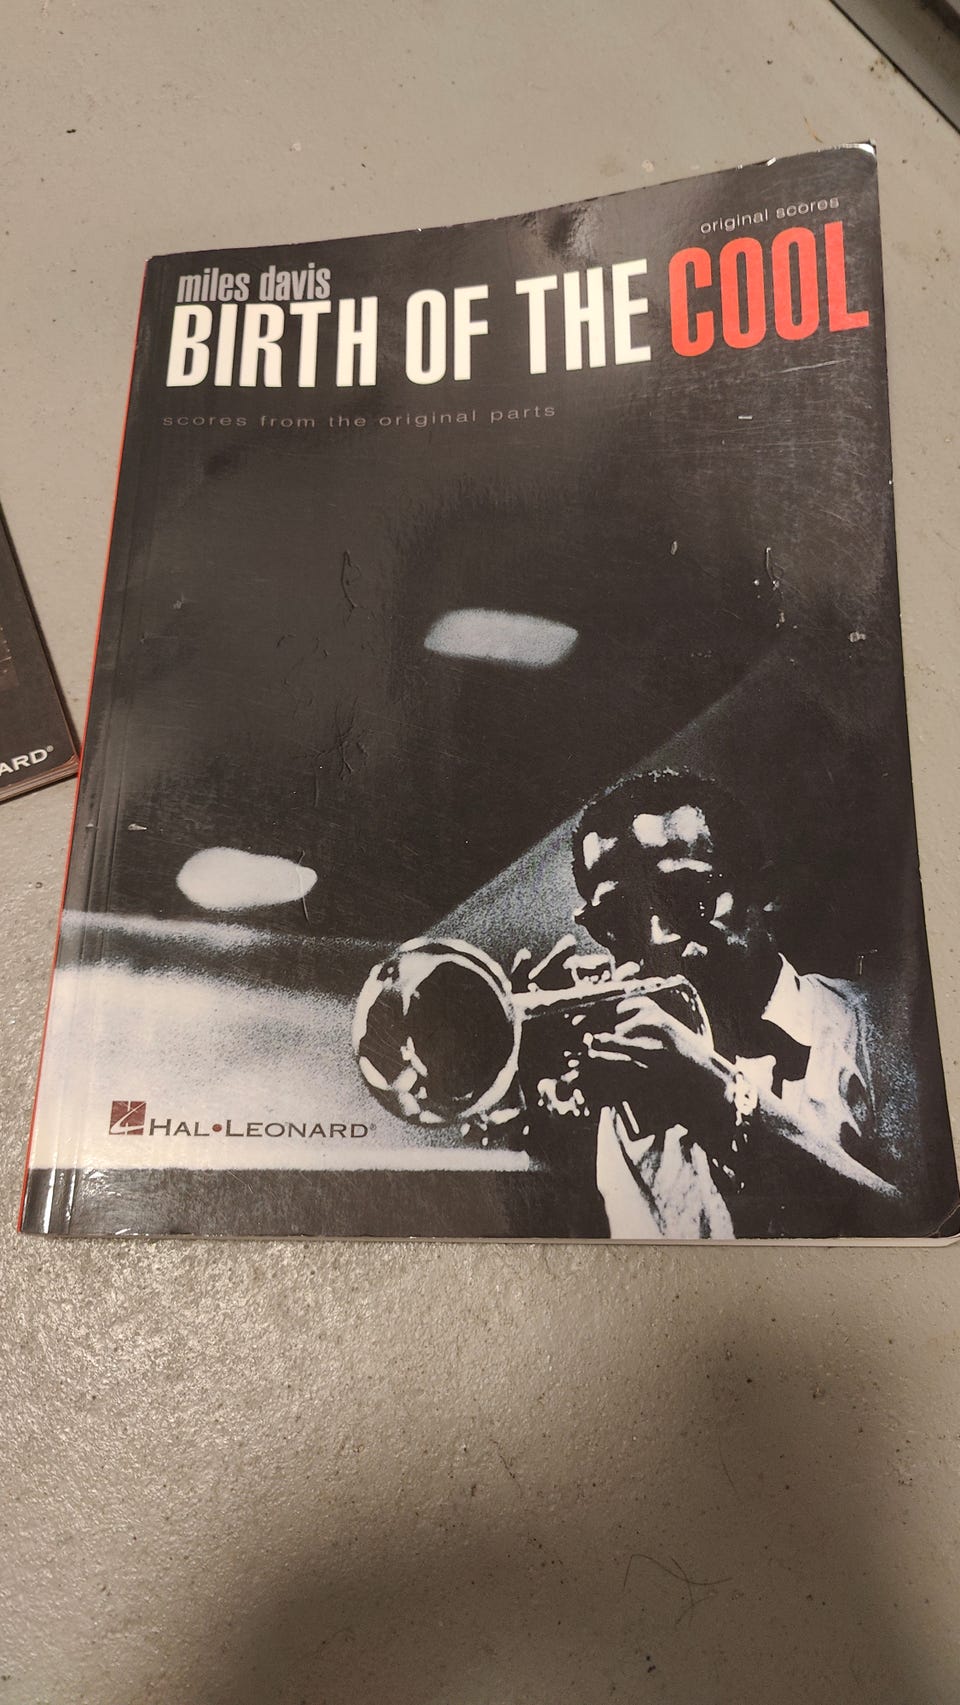 original scores
miles davis
BIRTH OF THE COOL
scores from the original parts
HAL•LEONARD®
ARD®